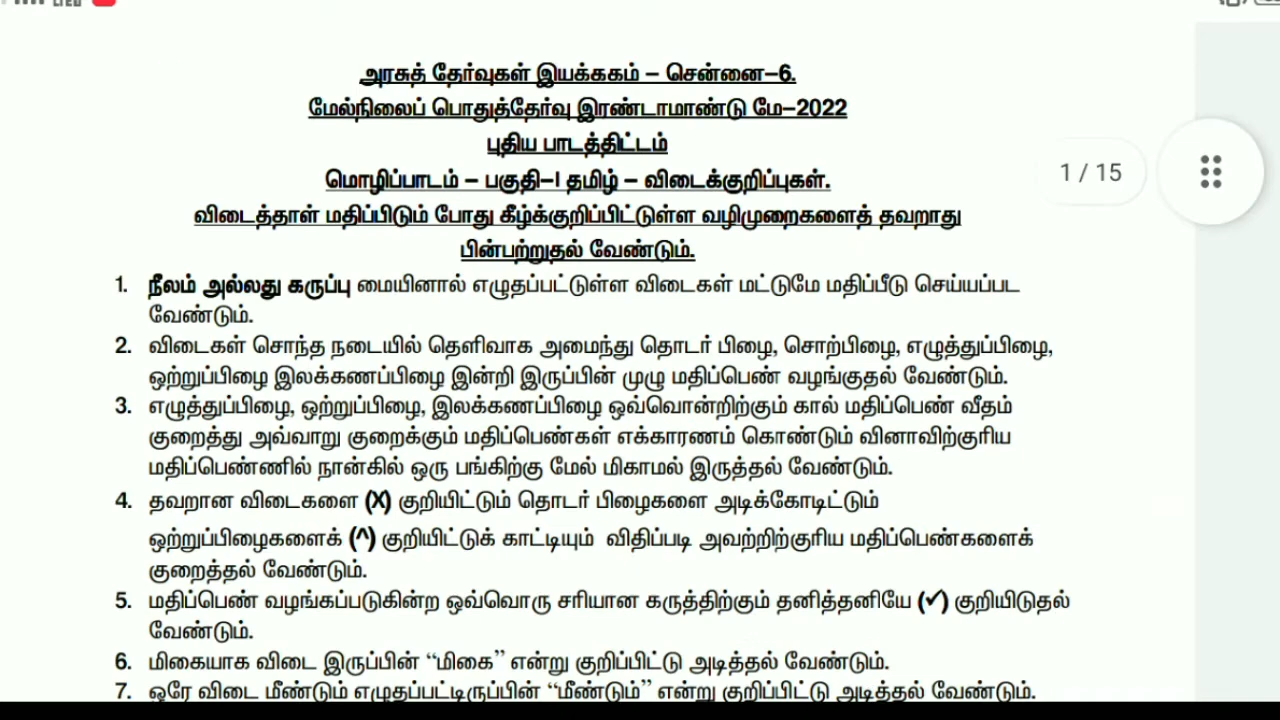 அரசுத் தேர்வுகள் இயக்ககம் – சென்னை–6.
மேல்நிலைப் பொதுத்தேர்வு இரண்டாமாண்டு மே–2022
புதிய பாடத்திட்டம்
மொழிப்பாடம் – பகுதி–I தமிழ் – விடைக்குறிப்புகள்.
விடைத்தாள் மதிப்பிடும் போது கீழ்க்குறிப்பிட்டுள்ள வழிமுறைகளைத் தவறாது
பின்பற்றுதல் வேண்டும்.
1 / 15
1. நீலம் அல்லது கருப்பு மையினால் எழுதப்பட்டுள்ள விடைகள் மட்டுமே மதிப்பீடு செய்யப்பட
வேண்டும்.
2. விடைகள் சொந்த நடையில் தெளிவாக அமைந்து தொடர் பிழை, சொற்பிழை, எழுத்துப்பிழை,
ஒற்றுப்பிழை இலக்கணப்பிழை இன்றி இருப்பின் முழு மதிப்பெண் வழங்குதல் வேண்டும்.
3. எழுத்துப்பிழை, ஒற்றுப்பிழை, இலக்கணப்பிழை ஒவ்வொன்றிற்கும் கால் மதிப்பெண் வீதம்
குறைத்து அவ்வாறு குறைக்கும் மதிப்பெண்கள் எக்காரணம் கொண்டும் வினாவிற்குரிய
மதிப்பெண்ணில் நான்கில் ஒரு பங்கிற்கு மேல் மிகாமல் இருத்தல் வேண்டும்.
4. தவறான விடைகளை (X) குறியிட்டும் தொடர் பிழைகளை அடிக்கோடிட்டும்
ஒற்றுப்பிழைகளைக் (^) குறியிட்டுக் காட்டியும் விதிப்படி அவற்றிற்குரிய மதிப்பெண்களைக்
குறைத்தல் வேண்டும்.
5. மதிப்பெண் வழங்கப்படுகின்ற ஒவ்வொரு சரியான கருத்திற்கும் தனித்தனியே (✓) குறியிடுதல்
வேண்டும்.
6. மிகையாக விடை இருப்பின் “மிகை” என்று குறிப்பிட்டு அடித்தல் வேண்டும்.
7. ஒரே விடை மீண்டும் எழுதப்பட்டிருப்பின் “மீண்டும்” என்று குறிப்பிட்டு அடித்தல் வேண்டும்.